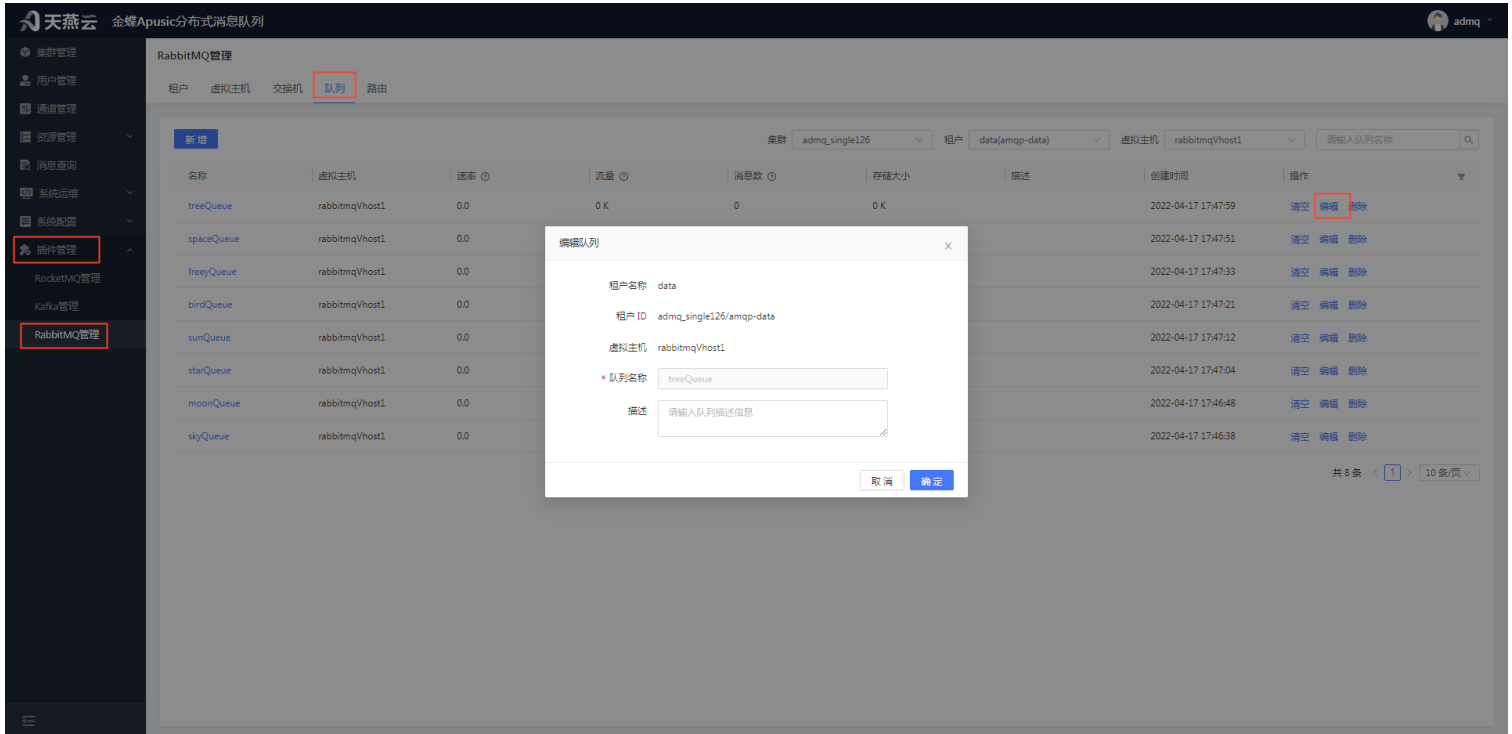 天燕云 金蝶Apusic分布式消息队列
admq
集群管理
用户管理
通道管理
资源管理
消息查询
系统运维
系统配置
插件管理
RocketMQ管理
Kafka管理
RabbitMQ管理
RabbitMQ管理
租户 虚拟主机 交换机 队列 路由
新增 集群 admq_single126 租户 data(amqp-data) 虚拟主机 rabbitmqVhost1 请输入队列名称
名称 虚拟主机 速率 流量 消息数 存储大小 描述 创建时间 操作
treeQueue rabbitmqVhost1 0.0 0 K 0 0 K 2022-04-17 17:47:59 清空 编辑 删除
spaceQueue rabbitmqVhost1 0.0 2022-04-17 17:47:51 清空 编辑 删除
freeyQueue rabbitmqVhost1 0.0 2022-04-17 17:47:33 清空 编辑 删除
birdQueue rabbitmqVhost1 0.0 2022-04-17 17:47:21 清空 编辑 删除
sunQueue rabbitmqVhost1 0.0 2022-04-17 17:47:12 清空 编辑 删除
starQueue rabbitmqVhost1 0.0 2022-04-17 17:47:04 清空 编辑 删除
moonQueue rabbitmqVhost1 0.0 2022-04-17 17:46:48 清空 编辑 删除
skyQueue rabbitmqVhost1 0.0 2022-04-17 17:46:38 清空 编辑 删除
共 8 条 < 1 > 10 条/页
编辑队列 X
租户名称 data
租户 ID admq_single126/amqp-data
虚拟主机 rabbitmqVhost1
* 队列名称 treeQueue
描述 请输入队列描述信息
取消 确定